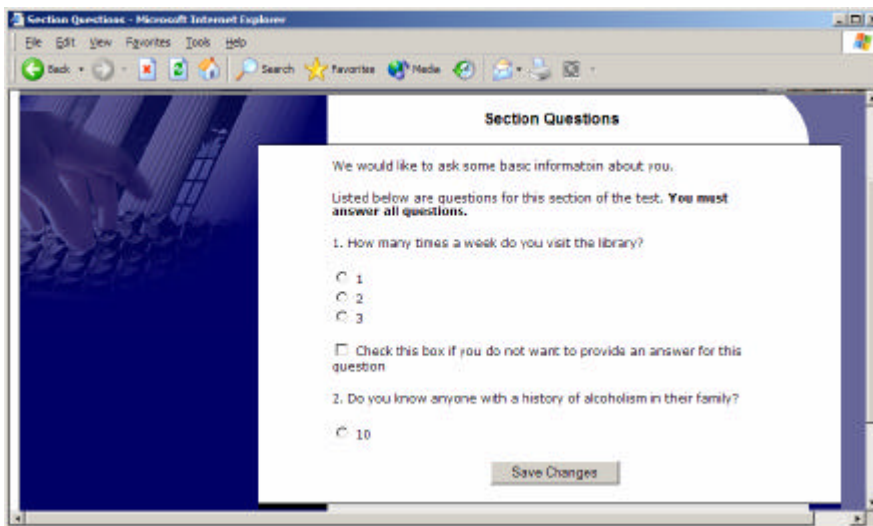 Section Questions - Microsoft Internet Explorer
File Edit View Favorites Tools Help
Back Search Favorites Media
Section Questions
We would like to ask some basic informatoin about you.
Listed below are questions for this section of the test. You must
answer all questions.
1. How many times a week do you visit the library?
1
2
3
Check this box if you do not want to provide an answer for this
question
2. Do you know anyone with a history of alcoholism in their family?
10
Save Changes